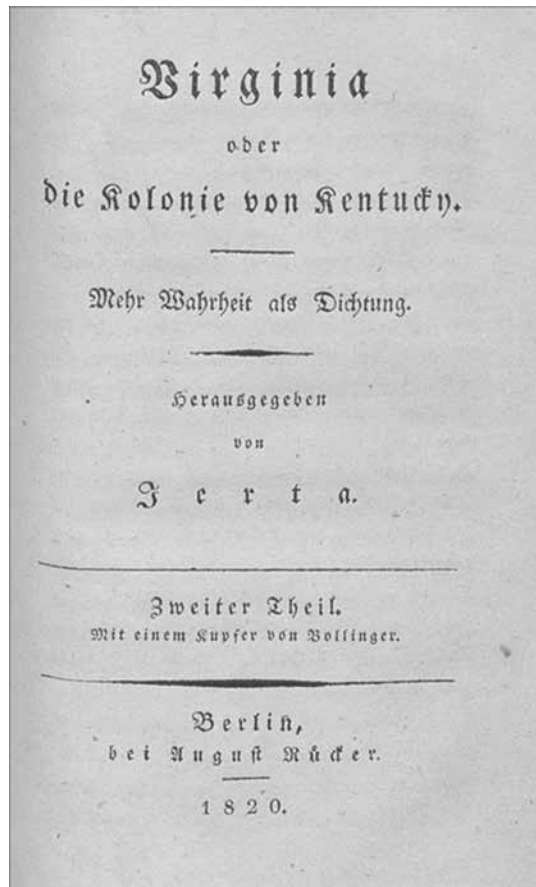 Virginia
oder
die Kolonie von Kentucky.
Mehr Wahrheit als Dichtung.
Herausgegeben
von
Jerta.
Zweiter Theil.
Mit einem Kupfer von Bollinger.
Berlin,
bei August Rücker.
1820.